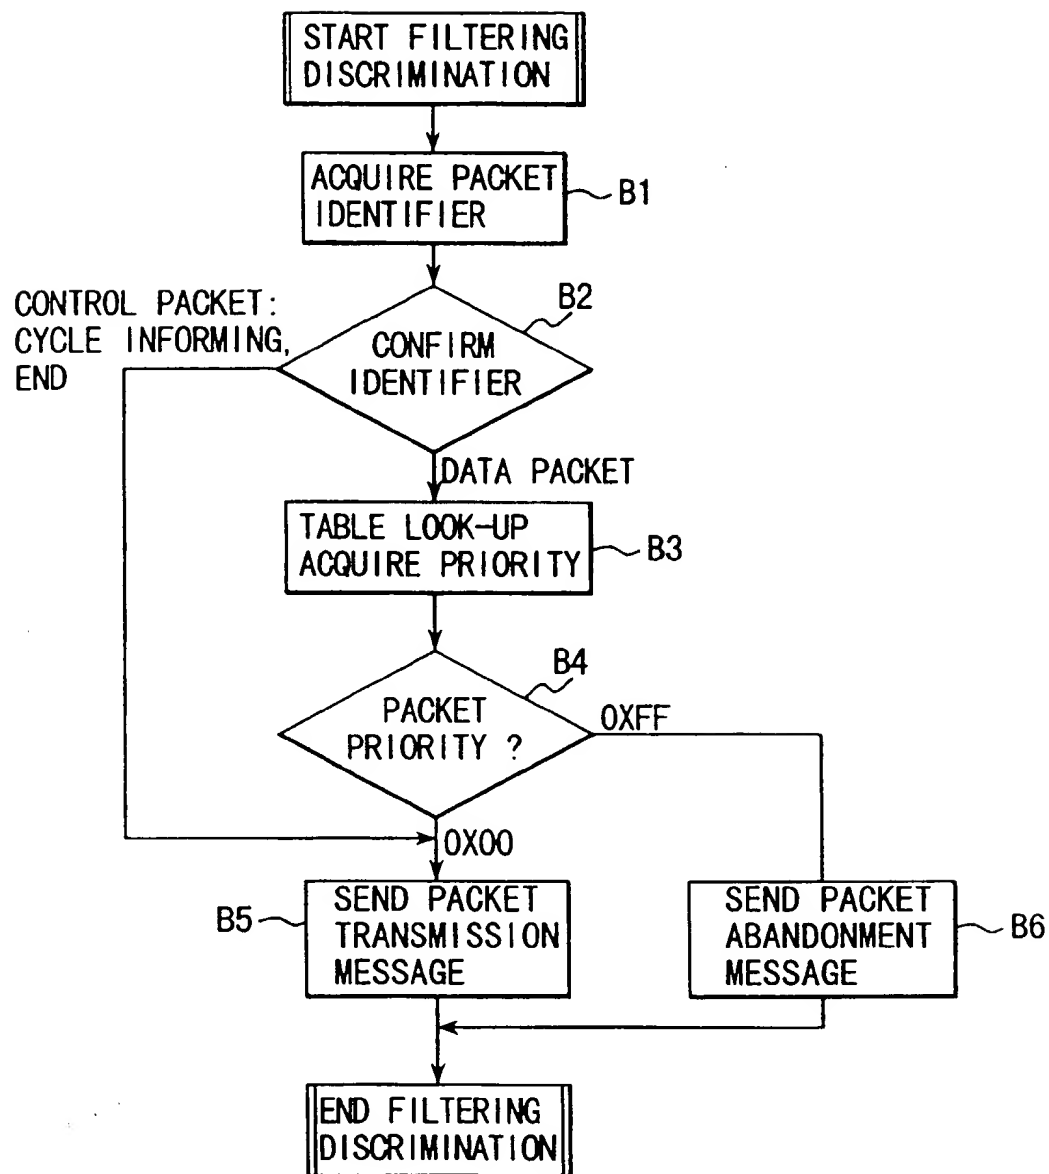 START FILTERING
DISCRIMINATION
ACQUIRE PACKET
IDENTIFIER
B1
CONTROL PACKET:
CYCLE INFORMING,
END
B2
CONFIRM
IDENTIFIER
DATA PACKET
TABLE LOOK-UP
ACQUIRE PRIORITY
B3
B4
PACKET
PRIORITY ?
0XFF
0X00
B5
SEND PACKET
TRANSMISSION
MESSAGE
SEND PACKET
ABANDONMENT
MESSAGE
B6
END FILTERING
DISCRIMINATION